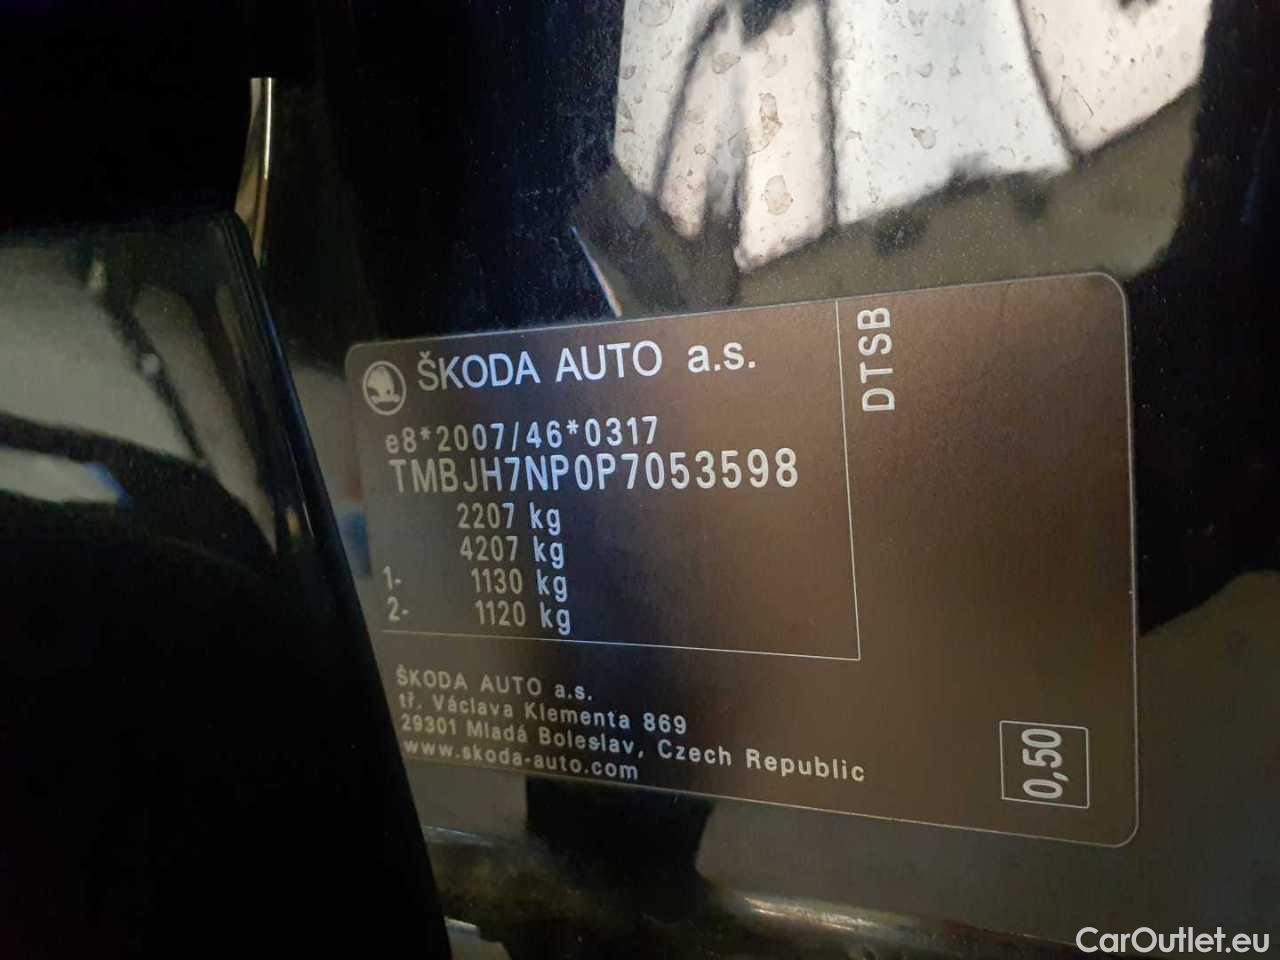 ŠKODA AUTO a.s.
e8*2007/46*0317
TMBJH7NP0P7053598
2207 kg
4207 kg
1- 1130 kg
2- 1120 kg
DTSB
ŠKODA AUTO a.s.
tř. Václava Klementa 869
29301 Mladá Boleslav, Czech Republic
www.skoda-auto.com
0,50
CarOutlet.eu